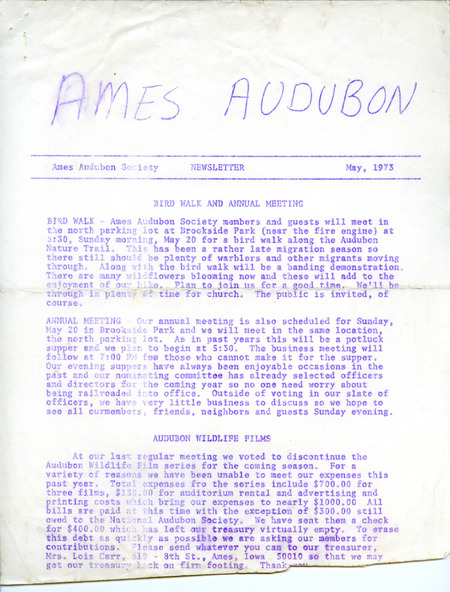 AMES AUDUBON
Ames Audubon Society NEWSLETTER May, 1973
BIRD WALK AND ANNUAL MEETING
BIRD WALK - Ames Audubon Society members and guests will meet in
the north parking lot at Brookside Park (near the fire engine) at
5:30, Sunday morning, May 20 for a bird walk along the Audubon
Nature Trail. This has been a rather late migration season so
there still should be plenty of warblers and other migrants moving
through. Along with the bird walk will be a banding demonstration.
There are many wildflowers blooming now and these will add to the
enjoyment of our hike. Plan to join us for a good time. We'll be
through in plenty of time for church. The public is invited, of
course.
ANNUAL MEETING - Our annual meeting is also scheduled for Sunday,
May 20 in Brookside Park and we will meet in the same location,
the north parking lot. As in past years this will be a potluck
supper and we plan to begin at 5:30. The business meeting will
follow at 7:00 PM for those who cannot make it for the supper.
Our evening suppers have always been enjoyable occasions in the
past and our nominating committee has already selected officers
and directors for the coming year so no one need worry about
being railroaded into office. Outside of voting in our slate of
officers, we have very little business to discuss so we hope to
see all ourmembers, friends, neighbors and guests Sunday evening.
AUDUBON WILDLIFE FILMS
At our last regular meeting we voted to discontinue the
Audubon Wildlife Film series for the coming season. For a
variety of reasons we have been unable to meet our expenses this
past year. Total expenses fro the series include $700.00 for
three films, $130.00 for auditorium rental and advertising and
printing costs which bring our expenses to nearly $1000.00 All
bills are paid at this time with the exception of $300.00 still
owed to the National Audubon Society. We have sent them a check
for $400.00 which has left our treasury virtually empty. To erase
this debt as quickly as possible we are asking our members for
contributions. Please send whatever you can to our treasurer,
Mrs. Lois Carr, - 8th St., Ames, Iowa 50010 so that we may
get our treasury back on firm footing.